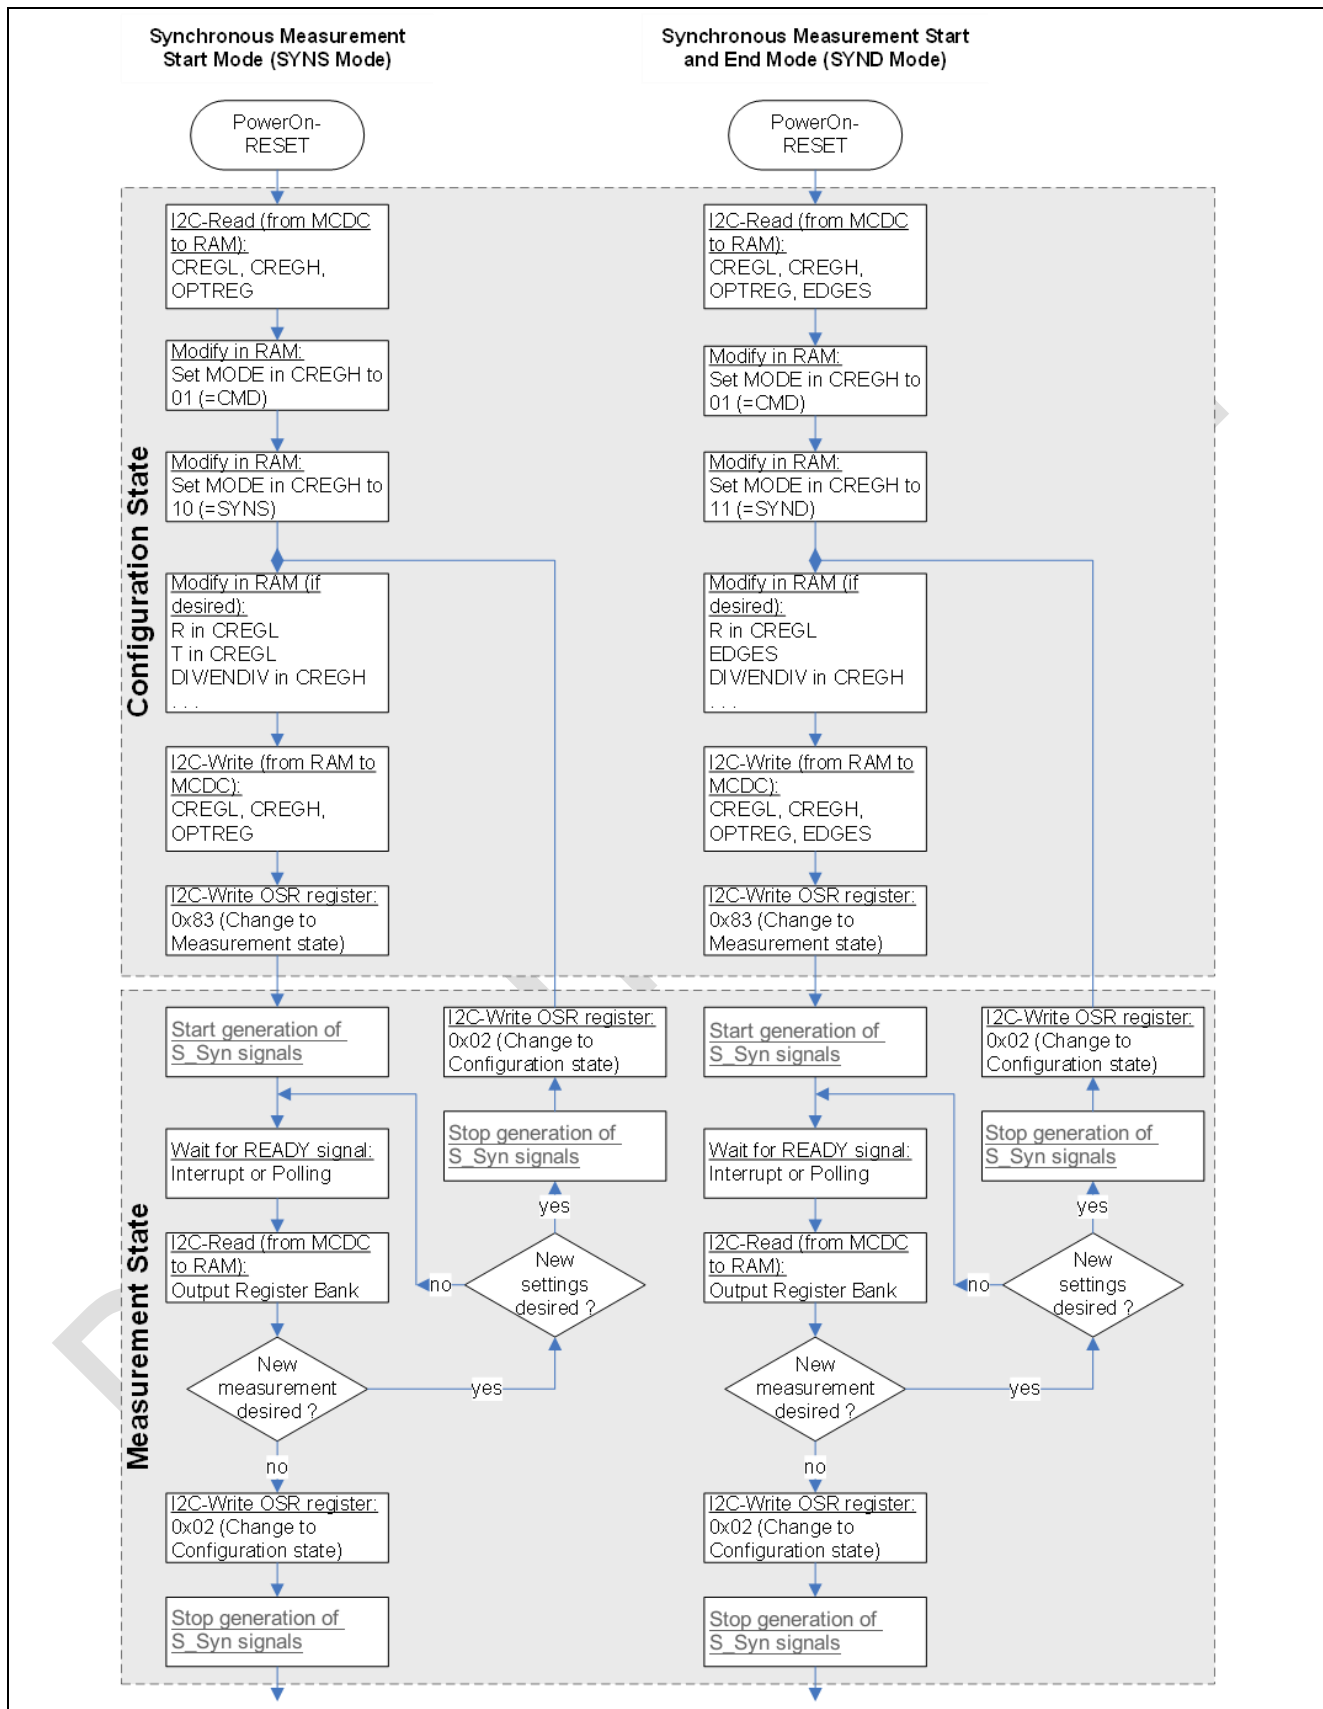 Synchronous Measurement
Start Mode (SYNS Mode)
PowerOn-
RESET
I2C-Read (from MCDC
to RAM):
CREGL, CREGH,
OPTREG
Modify in RAM:
Set MODE in CREGH to
01 (=CMD)
Modify in RAM:
Set MODE in CREGH to
10 (=SYNS)
Modify in RAM (if
desired):
R in CREGL
T in CREGL
DIV/ENDIV in CREGH
. . .
I2C-Write (from RAM to
MCDC):
CREGL, CREGH,
OPTREG
I2C-Write OSR register:
0x83 (Change to
Measurement state)
Configuration State
Start generation of
S_Syn signals
Wait for READY signal:
Interrupt or Polling
I2C-Read (from MCDC
to RAM):
Output Register Bank
New
measurement
desired ?
yes
no
New
settings
desired ?
no
yes
Stop generation of
S_Syn signals
I2C-Write OSR register:
0x02 (Change to
Configuration state)
I2C-Write OSR register:
0x02 (Change to
Configuration state)
Stop generation of
S_Syn signals
Measurement State
Synchronous Measurement Start
and End Mode (SYND Mode)
PowerOn-
RESET
I2C-Read (from MCDC
to RAM):
CREGL, CREGH,
OPTREG, EDGES
Modify in RAM:
Set MODE in CREGH to
01 (=CMD)
Modify in RAM:
Set MODE in CREGH to
11 (=SYND)
Modify in RAM (if
desired):
R in CREGL
EDGES
DIV/ENDIV in CREGH
. . .
I2C-Write (from RAM to
MCDC):
CREGL, CREGH,
OPTREG, EDGES
I2C-Write OSR register:
0x83 (Change to
Measurement state)
Start generation of
S_Syn signals
Wait for READY signal:
Interrupt or Polling
I2C-Read (from MCDC
to RAM):
Output Register Bank
New
measurement
desired ?
yes
no
New
settings
desired ?
no
yes
Stop generation of
S_Syn signals
I2C-Write OSR register:
0x02 (Change to
Configuration state)
I2C-Write OSR register:
0x02 (Change to
Configuration state)
Stop generation of
S_Syn signals